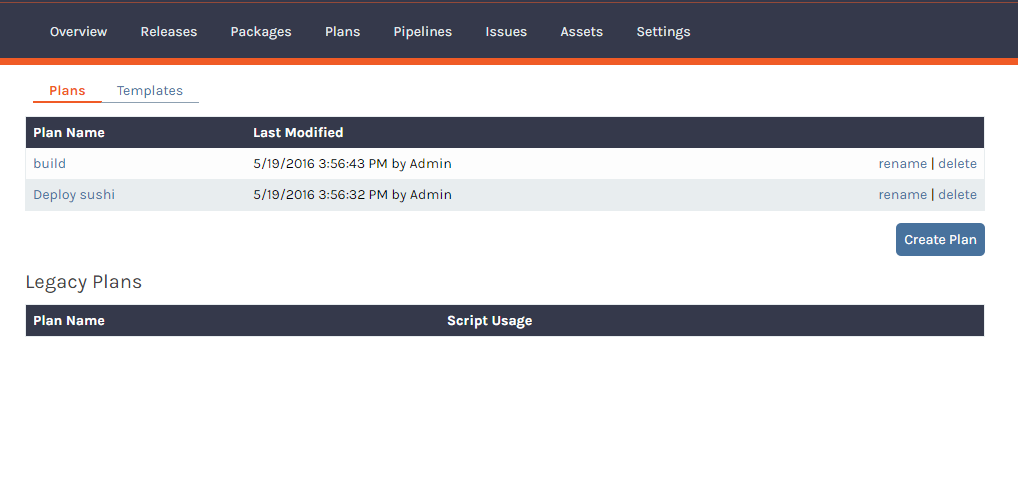 Overview Releases Packages Plans Pipelines Issues Assets Settings
Plans Templates
Plan Name Last Modified
build 5/19/2016 3:56:43 PM by Admin rename | delete
Deploy sushi 5/19/2016 3:56:32 PM by Admin rename | delete
Create Plan
Legacy Plans
Plan Name Script Usage